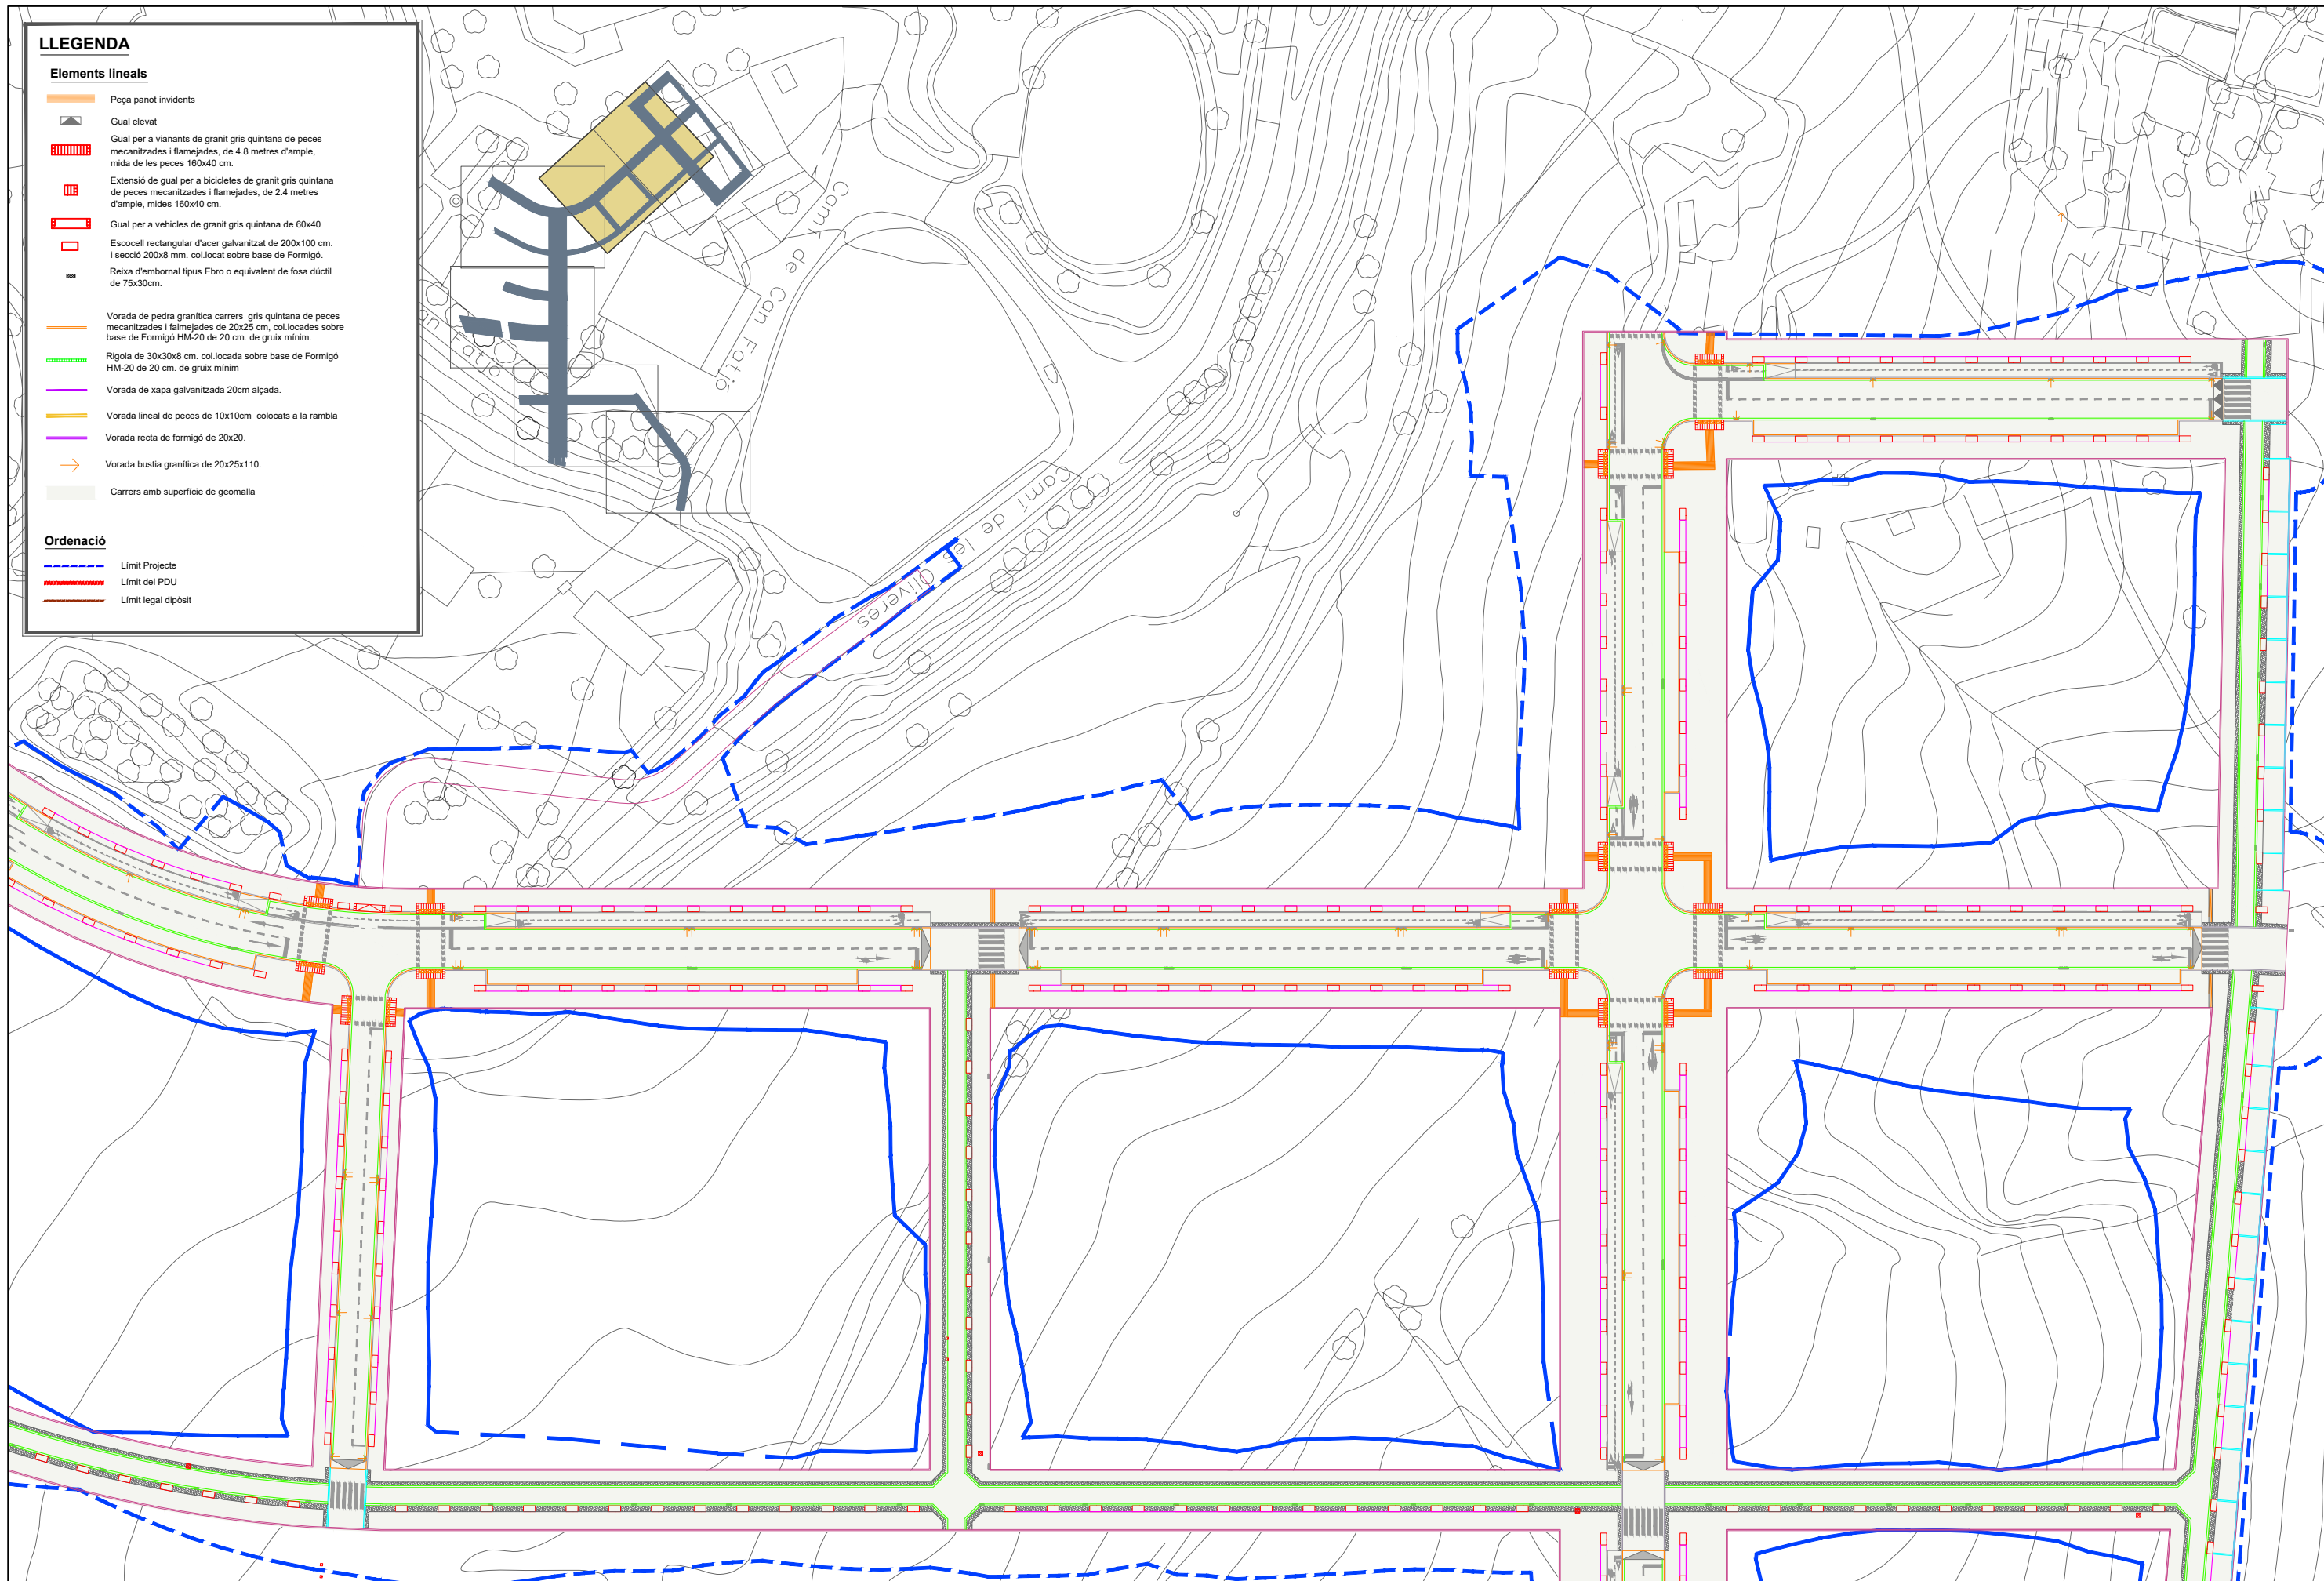 LLEGENDA
Elements lineals
Peça panot invidents
Gual elevat
Gual per a vianants de granit gris quintana de peces
mecanitzades i flamejades, de 4.8 metres d'ample,
mida de les peces 160x40 cm.
Extensió de gual per a bicicletes de granit gris quintana
de peces mecanitzades i flamejades, de 2.4 metres
d'ample, mides 160x40 cm.
Gual per a vehicles de granit gris quintana de 60x40
Escocell rectangular d'acer galvanitzat de 200x100 cm.
i secció 200x8 mm. col.locat sobre base de Formigó.
Reixa d'embornal tipus Ebro o equivalent de fosa dúctil
de 75x30cm.
Vorada de pedra granítica carrers gris quintana de peces
mecanitzades i falmejades de 20x25 cm, col.locades sobre
base de Formigó HM-20 de 20 cm. de gruix mínim.
Rigola de 30x30x8 cm. col.locada sobre base de Formigó
HM-20 de 20 cm. de gruix mínim
Vorada de xapa galvanitzada 20cm alçada.
Vorada lineal de peces de 10x10cm colocats a la rambla
Vorada recta de formigó de 20x20.
Vorada bustia granítica de 20x25x110.
Carrers amb superfície de geomalla
Ordenació
Límit Projecte
Límit del PDU
Límit legal dipòsit
Camí de Can Fatjó
Camí de les Oliveres